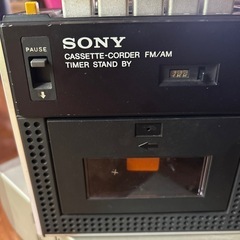 PAUSE
SONY
CASSETTE-CORDER FM/AM
TIMER STAND BY